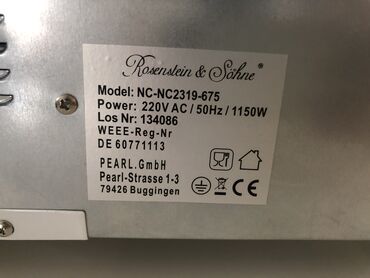 Rosenstein & Söhne
Model: NC-NC2319-675
Power: 220V AC / 50Hz / 1150W
Los Nr: 134086
WEEE-Reg-Nr
DE 60771113
PEARL.GmbH
Pearl-Strasse 1-3
79426 Buggingen
CE